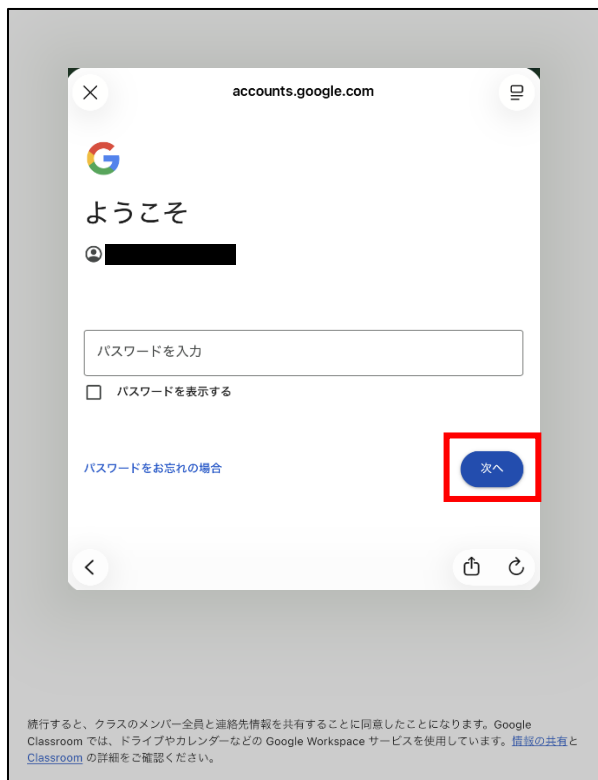 accounts.google.com
ようこそ
パスワードを入力
パスワードを表示する
パスワードをお忘れの場合
次へ
続行すると、クラスのメンバー全員と連絡先情報を共有することに同意したことになります。Google
Classroom では、ドライブやカレンダーなどの Google Workspace サービスを使用しています。情報の共有と
Classroom の詳細をご確認ください。